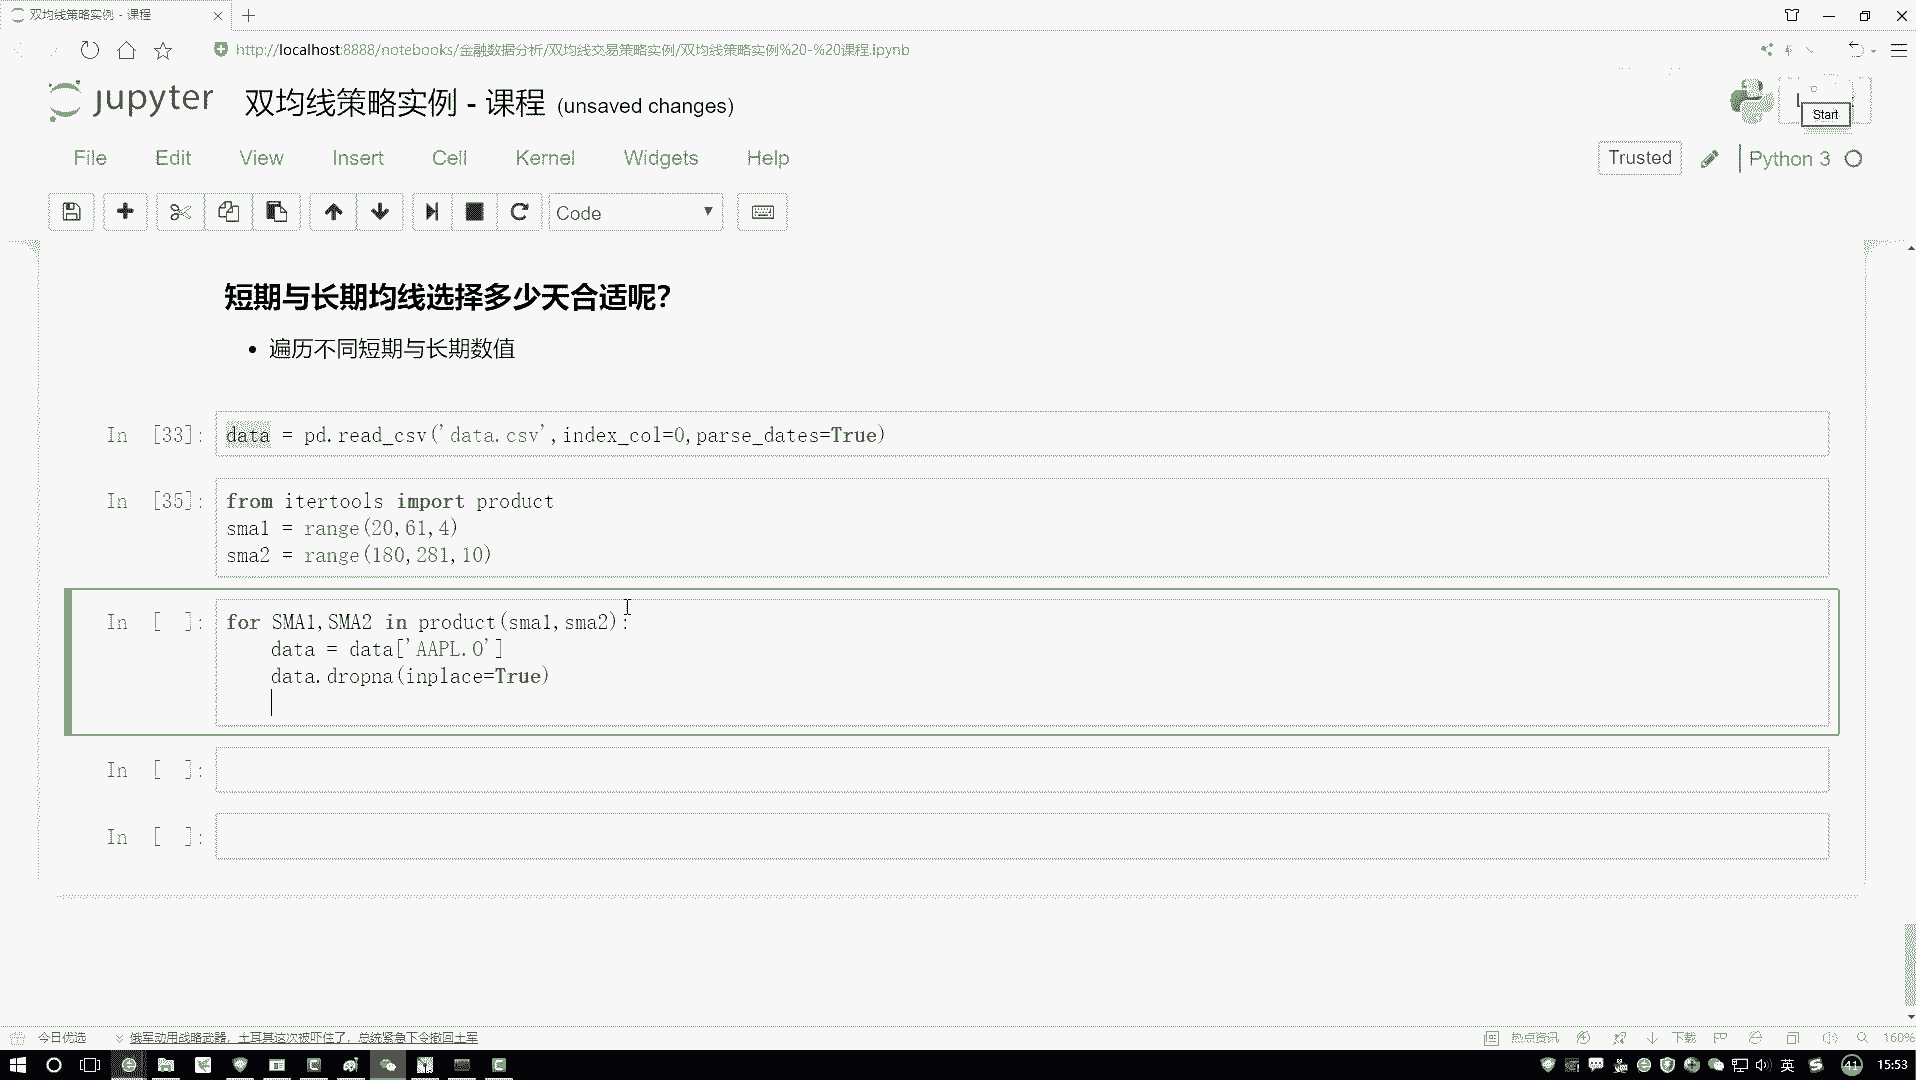 双均线策略实例 - 课程
http://localhost:8888/notebooks/金融数据分析/双均线交易策略实例/双均线策略实例%20-%20课程.ipynb
jupyter 双均线策略实例 - 课程 (unsaved changes)
Start
File Edit View Insert Cell Kernel Widgets Help
Trusted Python 3
Code
短期与长期均线选择多少天合适呢?
• 遍历不同短期与长期数值
In [33]: data = pd.read_csv('data.csv',index_col=0,parse_dates=True)
In [35]: from itertools import product
sma1 = range(20,61,4)
sma2 = range(180,281,10)
In [ ]: for SMA1,SMA2 in product(sma1,sma2):
data = data['AAPL.O']
data.dropna(inplace=True)
In [ ]:
In [ ]:
今日优选 俄军动用战略武器，土耳其这次被吓住了，总统紧急下令撤回土军 热点资讯 下载 160%
英 41 15:53